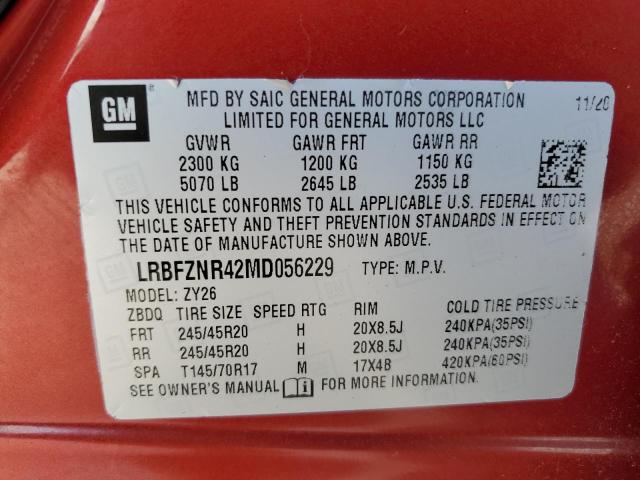 GM
MFD BY SAIC GENERAL MOTORS CORPORATION 11/20
LIMITED FOR GENERAL MOTORS LLC
GVWR GAWR FRT GAWR RR
2300 KG 1200 KG 1150 KG
5070 LB 2645 LB 2535 LB
THIS VEHICLE CONFORMS TO ALL APPLICABLE U.S. FEDERAL MOTOR
VEHICLE SAFETY AND THEFT PREVENTION STANDARDS IN EFFECT ON
THE DATE OF MANUFACTURE SHOWN ABOVE.
LRBFZNR42MD056229 TYPE: M.P.V.
MODEL: ZY26
ZBDQ TIRE SIZE SPEED RTG RIM COLD TIRE PRESSURE
FRT 245/45R20 H 20X8.5J 240KPA(35PSI)
RR 245/45R20 H 20X8.5J 240KPA(35PSI)
SPA T145/70R17 M 17X4B 420KPA(60PSI)
SEE OWNER'S MANUAL i FOR MORE INFORMATION.